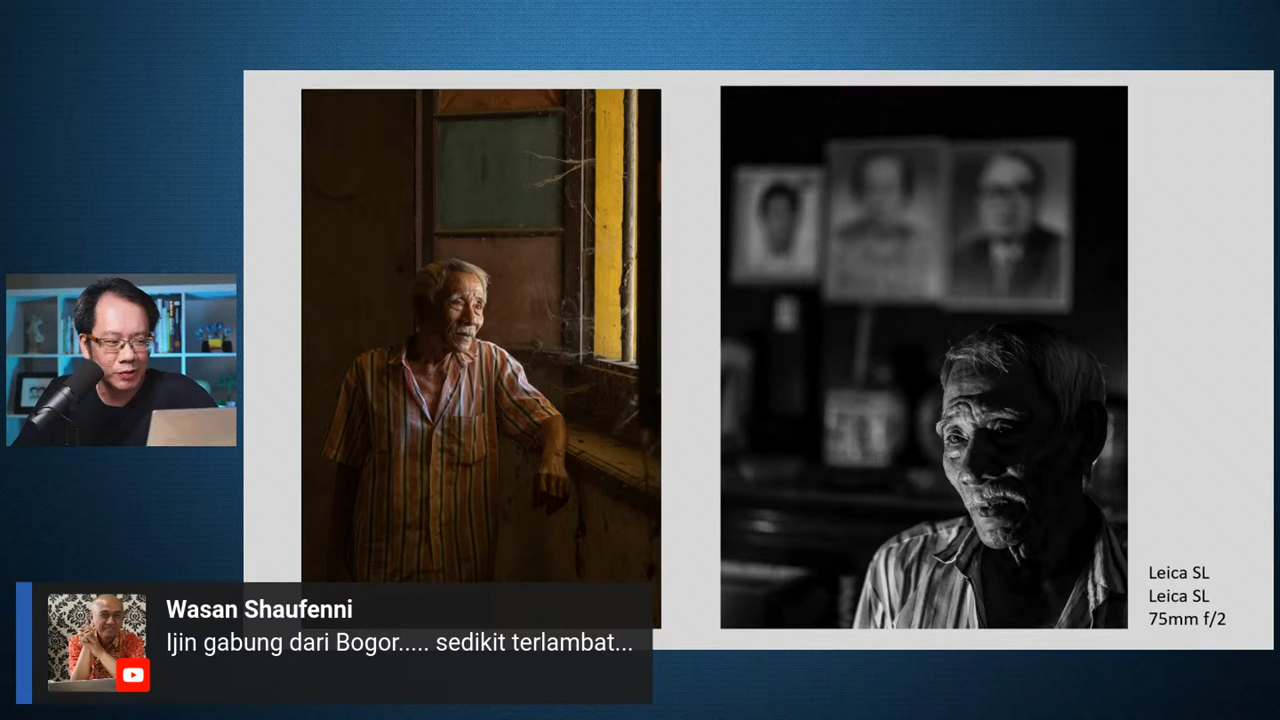 Leica SL
Leica SL
75mm f/2
Wasan Shaufenni
Ijin gabung dari Bogor..... sedikit terlambat...